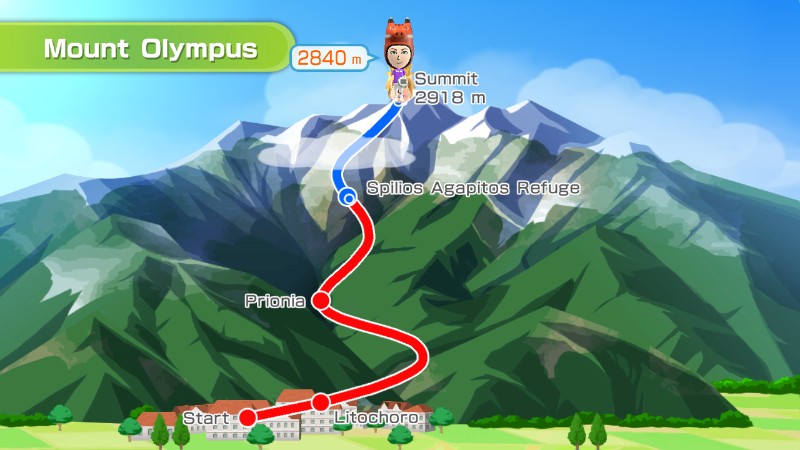 Mount Olympus
2840 m
Summit
2918 m
Spilios Agapitos Refuge
Prionia
Start
Litochoro